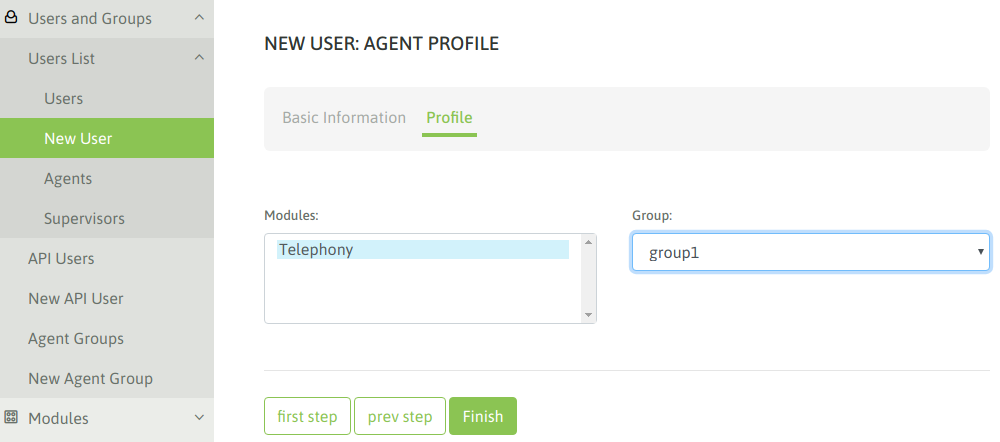 Users and Groups
Users List
Users
New User
Agents
Supervisors
API Users
New API User
Agent Groups
New Agent Group
Modules
NEW USER: AGENT PROFILE
Basic Information Profile
Modules:
Telephony
Group:
group1
first step prev step Finish